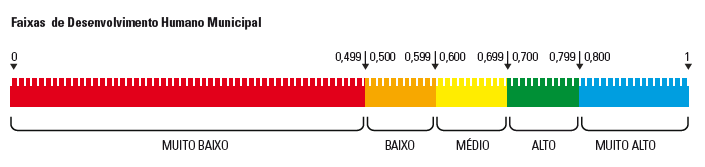 Faixas de Desenvolvimento Humano Municipal
0 0,499 0,500 0,599 0,600 0,699 0,700 0,799 0,800 1
MUITO BAIXO BAIXO MÉDIO ALTO MUITO ALTO